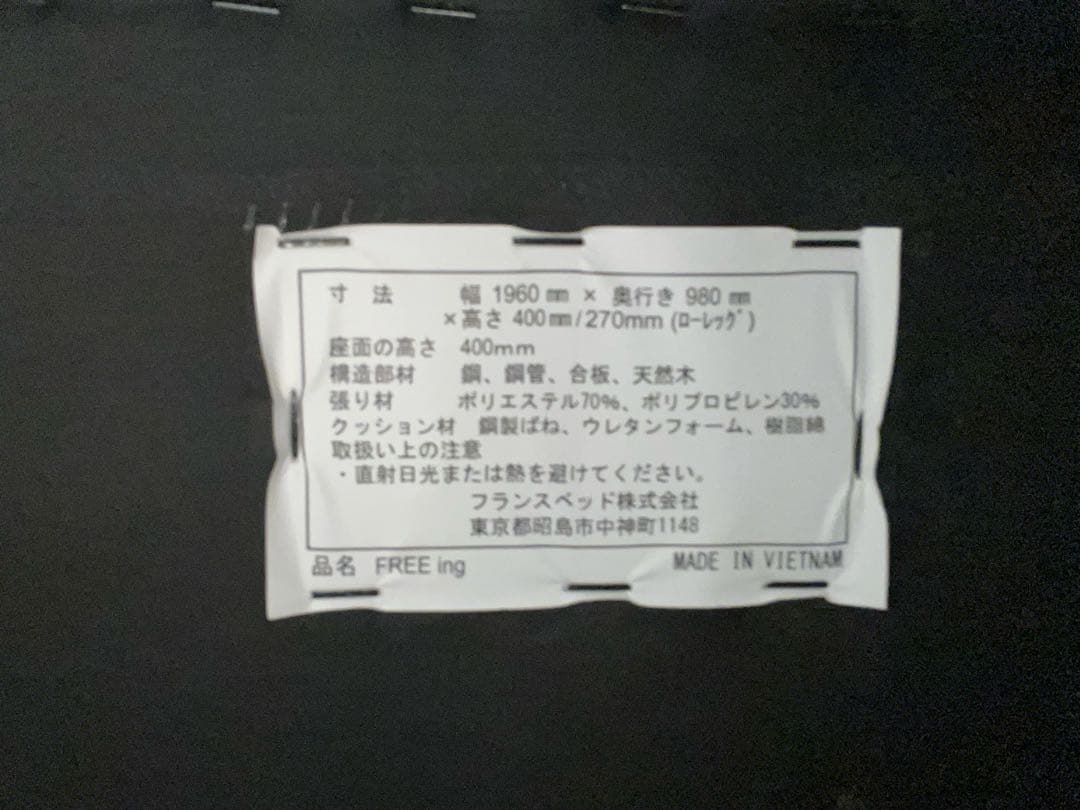 寸 法 幅 1960 ㎜ × 奥行き 980 ㎜
×高さ 400㎜/270mm (ﾛｰﾚｯｸﾞ)
座面の高さ 400mm
構造部材 鋼、鋼管、合板、天然木
張り材 ポリエステル70%、ポリプロピレン30%
クッション材 鋼製ばね、ウレタンフォーム、樹脂綿
取扱い上の注意
・直射日光または熱を避けてください。
フランスベッド株式会社
東京都昭島市中神町1148
品名 FREE ing MADE IN VIETNAM